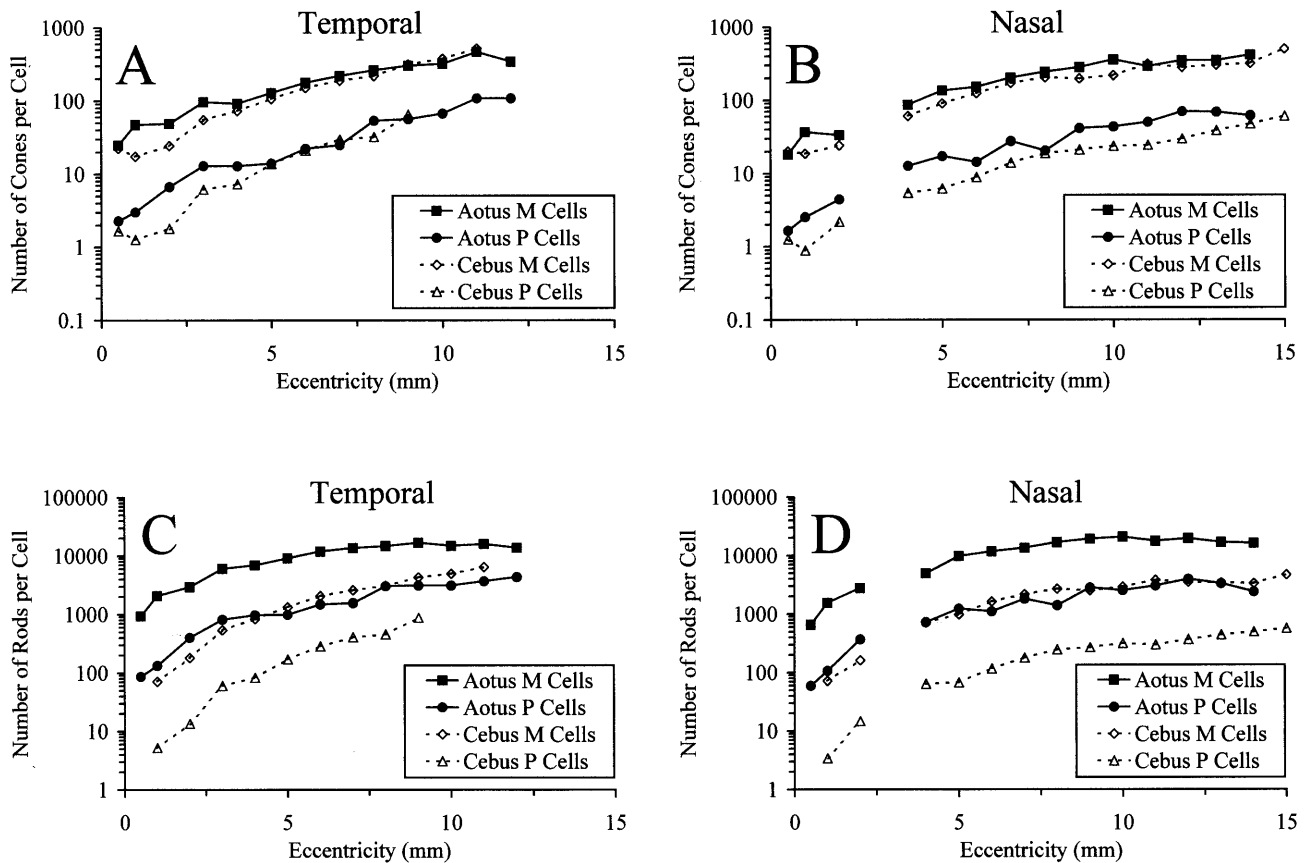 Temporal
A
Number of Cones per Cell
1000
100
10
1
0.1
Aotus M Cells
Aotus P Cells
Cebus M Cells
Cebus P Cells
0 5 10 15
Eccentricity (mm)
Nasal
B
Number of Cones per Cell
1000
100
10
1
0.1
Aotus M Cells
Aotus P Cells
Cebus M Cells
Cebus P Cells
0 5 10 15
Eccentricity (mm)
Temporal
C
Number of Rods per Cell
100000
10000
1000
100
10
1
Aotus M Cells
Aotus P Cells
Cebus M Cells
Cebus P Cells
0 5 10 15
Eccentricity (mm)
Nasal
D
Number of Rods per Cell
100000
10000
1000
100
10
1
Aotus M Cells
Aotus P Cells
Cebus M Cells
Cebus P Cells
0 5 10 15
Eccentricity (mm)